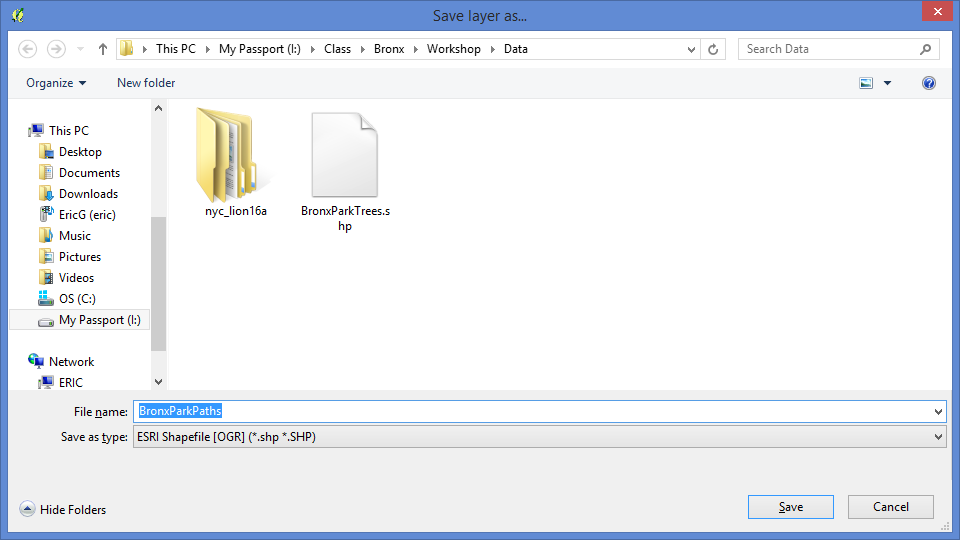 Save layer as...
This PC My Passport (I:) Class Bronx Workshop Data
Search Data
Organize New folder
This PC
Desktop
Documents
Downloads
EricG (eric)
Music
Pictures
Videos
OS (C:)
My Passport (I:)
Network
ERIC
nyc_lion16a
BronxParkTrees.s
hp
File name: BronxParkPaths
Save as type: ESRI Shapefile [OGR] (*.shp *.SHP)
Hide Folders
Save
Cancel